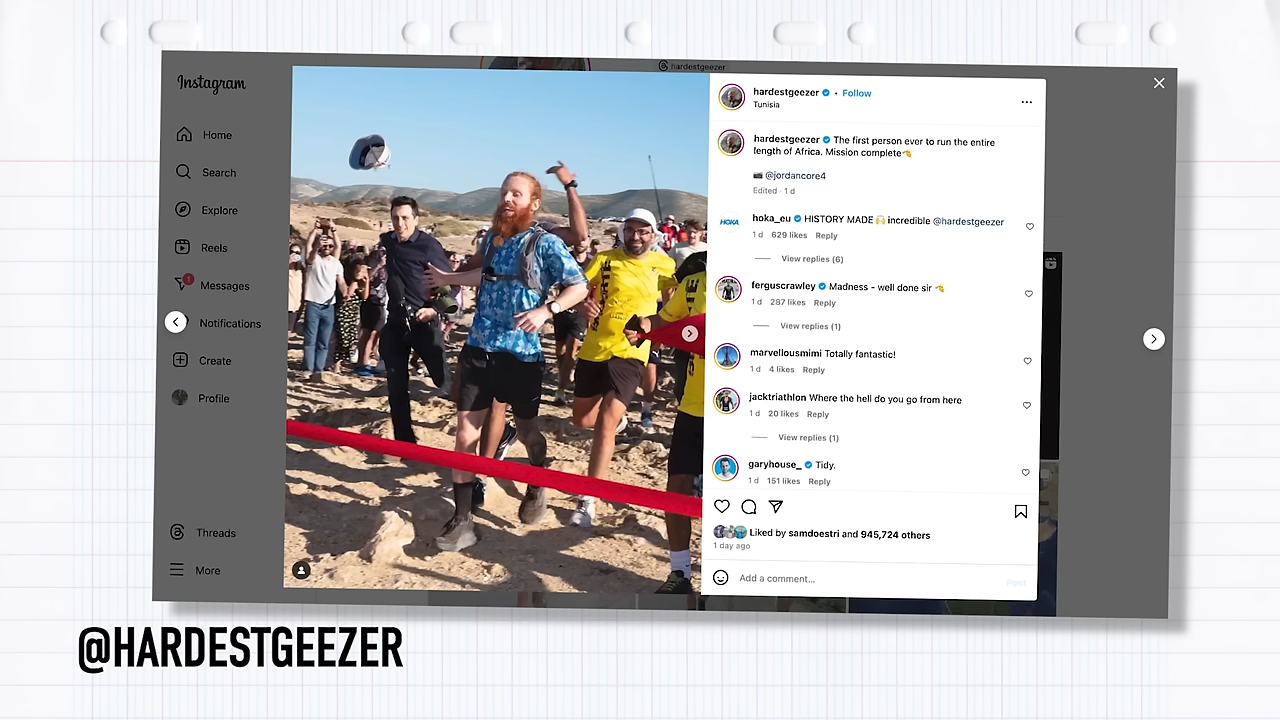 hardestgeezer
Instagram
Home
Search
Explore
Reels
1
Messages
Notifications
Create
Profile
Threads
More
hardestgeezer • Follow
Tunisia
hardestgeezer The first person ever to run the entire
length of Africa. Mission complete
@jordancore4
Edited · 1 d
HOKA
hoka_eu HISTORY MADE incredible @hardestgeezer
1 d 629 likes Reply
View replies (6)
ferguscrawley Madness - well done sir
1 d 287 likes Reply
View replies (1)
marvellousmimi Totally fantastic!
1 d 4 likes Reply
jacktriathlon Where the hell do you go from here
1 d 20 likes Reply
View replies (1)
garyhouse_ Tidy.
1 d 151 likes Reply
Liked by samdoestri and 945,724 others
1 day ago
Add a comment...
Post
@HARDESTGEEZER